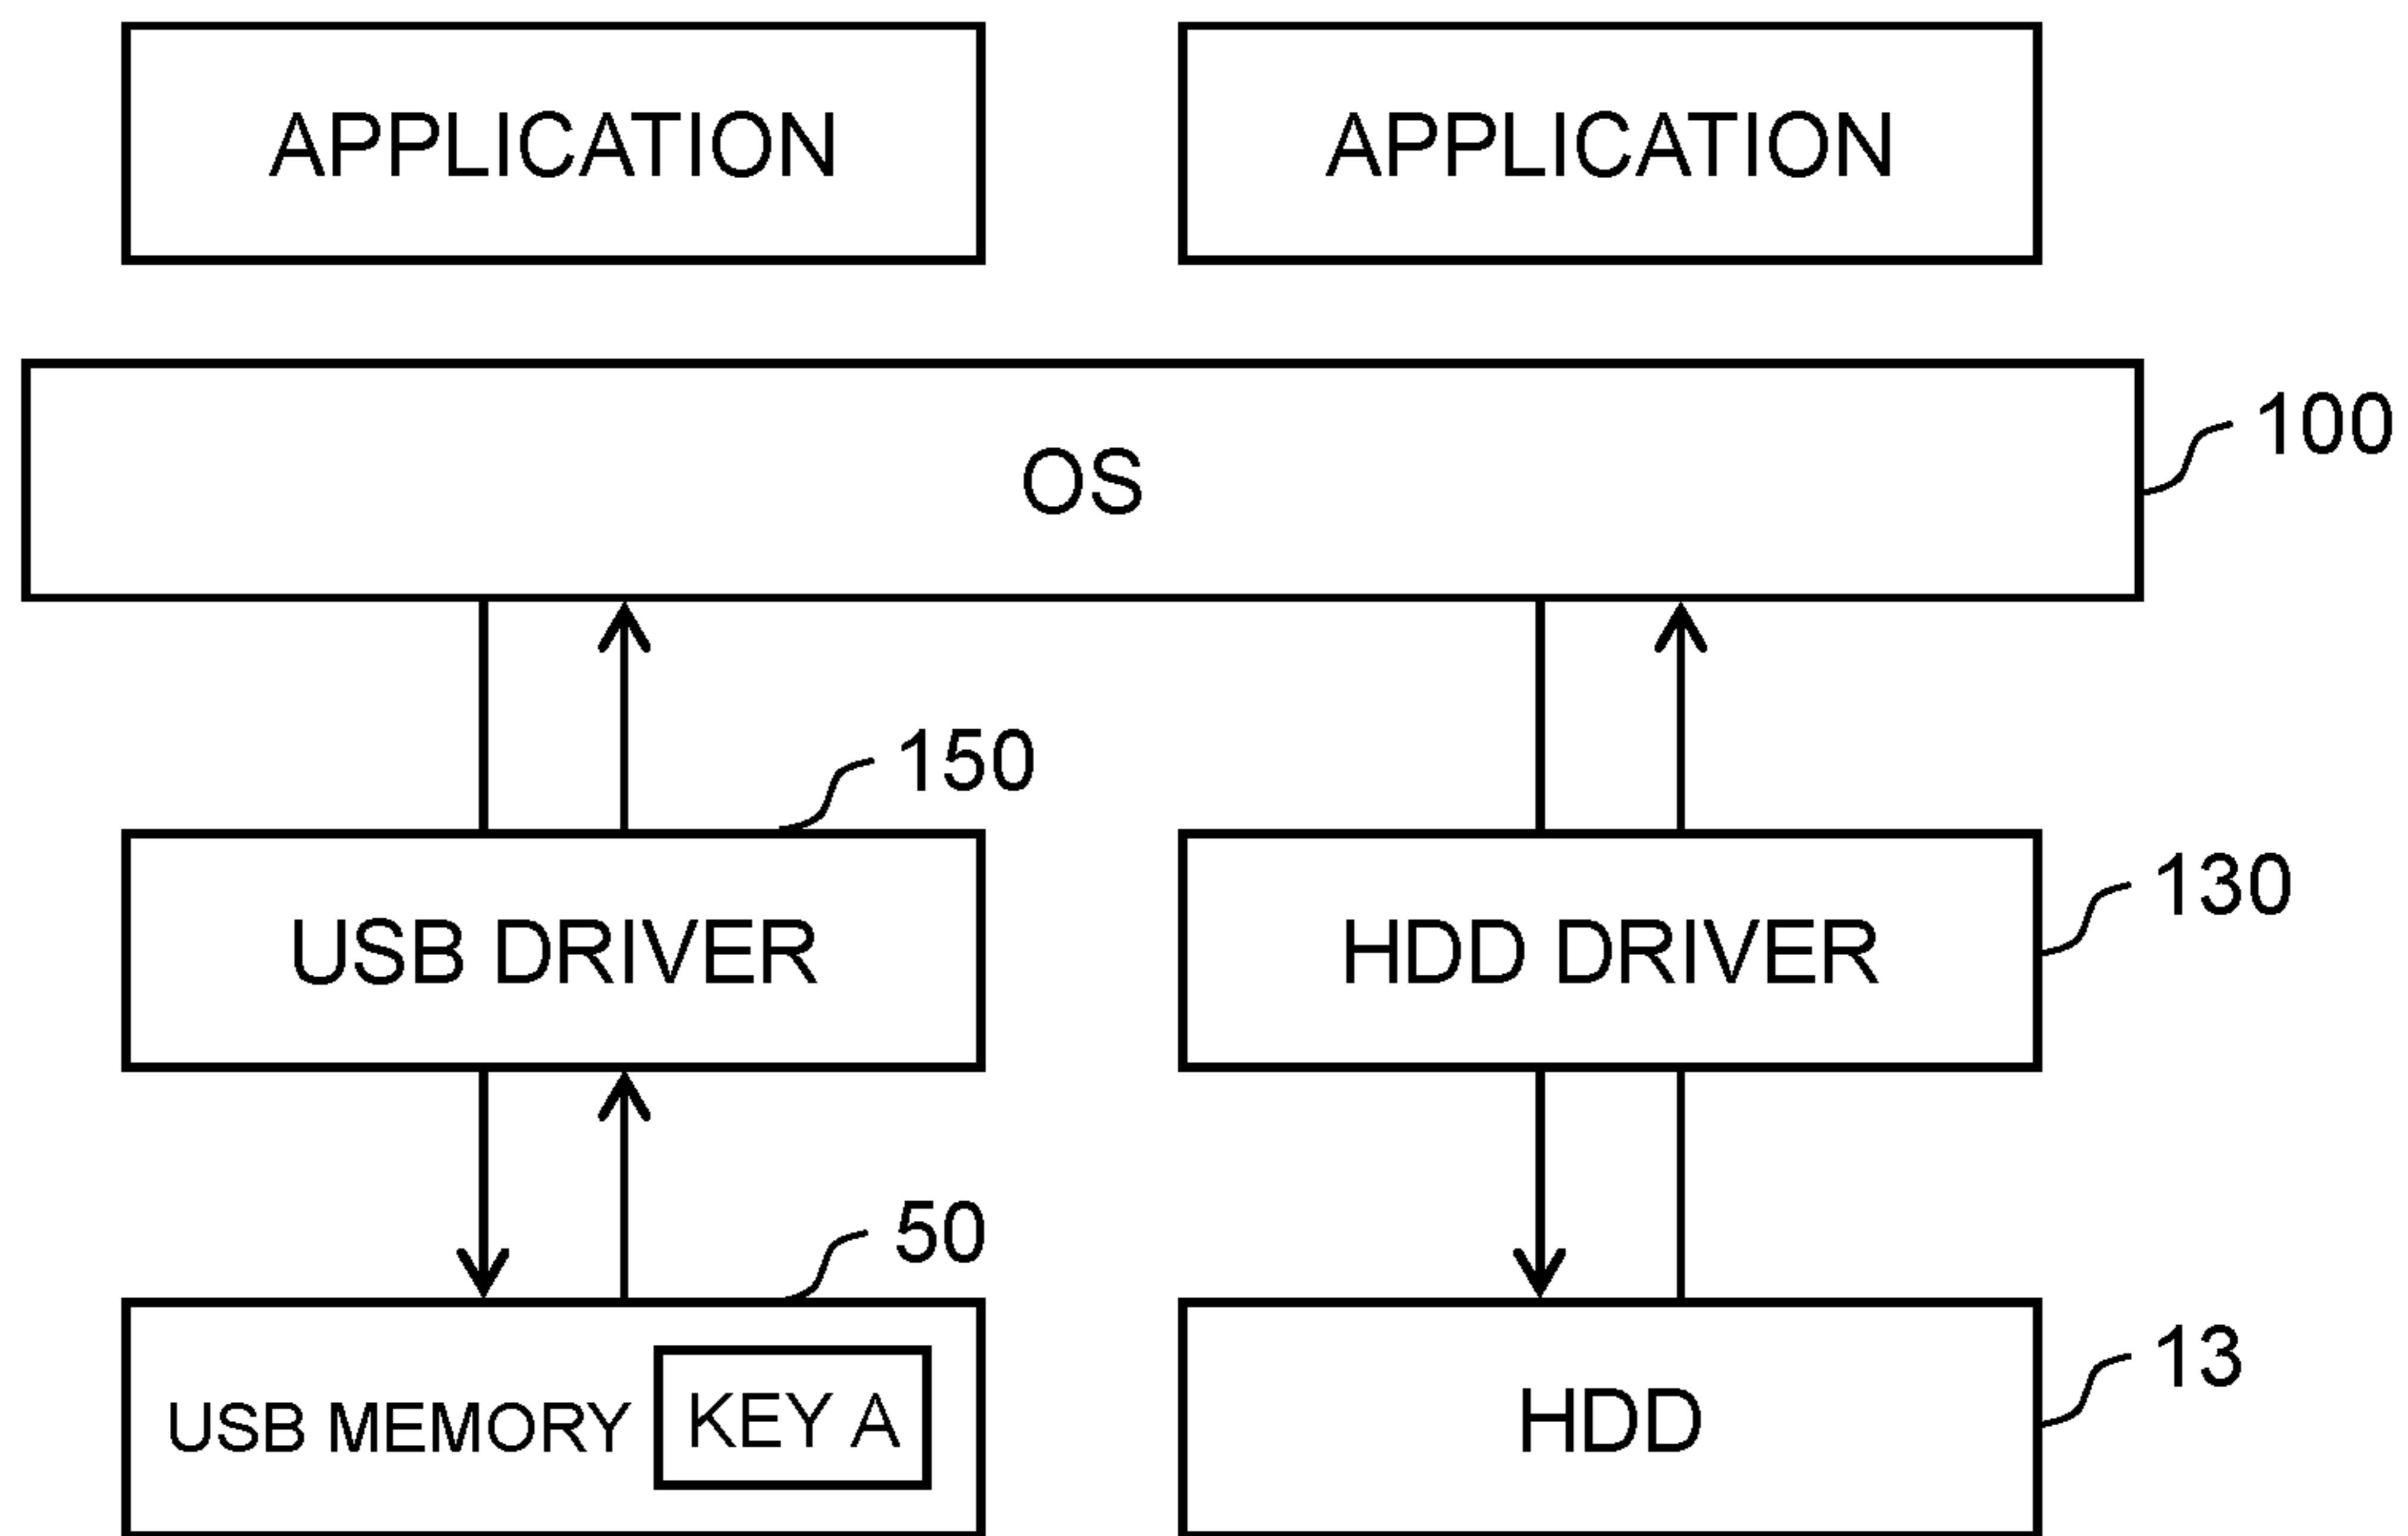 APPLICATION
APPLICATION
OS
100
150
USB DRIVER
HDD DRIVER
130
50
USB MEMORY
KEY A
HDD
13